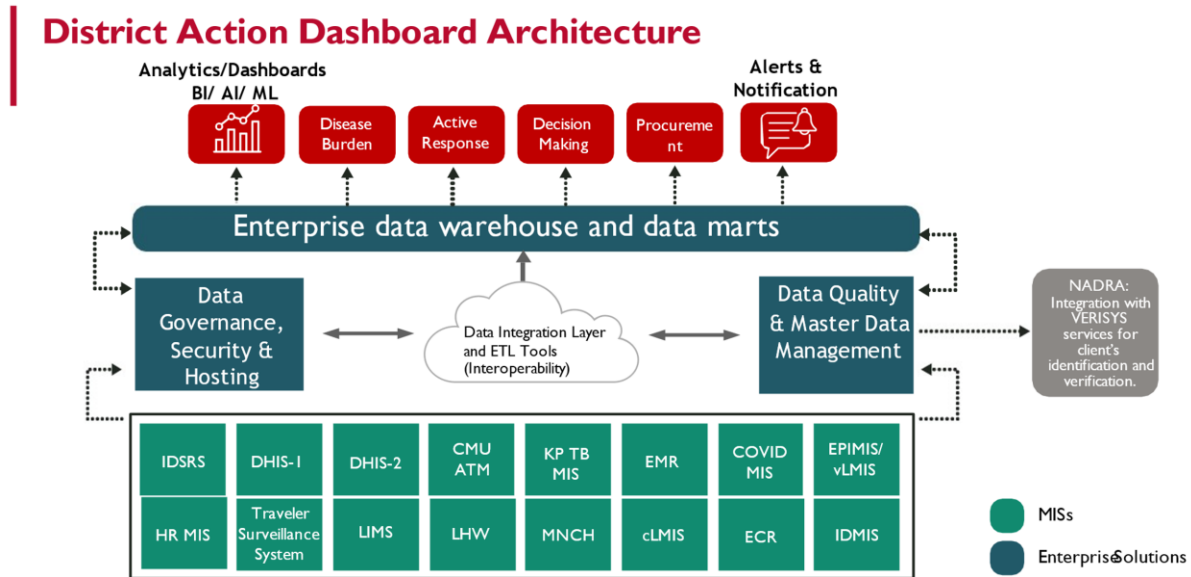 District Action Dashboard Architecture
Analytics/Dashboards
BI/ AI/ ML
Alerts &
Notification
Disease
Burden
Active
Response
Decision
Making
Procureme
nt
Enterprise data warehouse and data marts
Data
Governance,
Security &
Hosting
Data Integration Layer
and ETL Tools
(Interoperability)
Data Quality
& Master Data
Management
NADRA:
Integration with
VERISYS
services for
client's
identification and
verification.
IDSRS
DHIS-1
DHIS-2
CMU
ATM
KP TB
MIS
EMR
COVID
MIS
EPIMIS/
vLMIS
HR MIS
Traveler
Surveillance
System
LIMS
LHW
MNCH
cLMIS
ECR
IDMIS
MISs
Enterprise Solutions